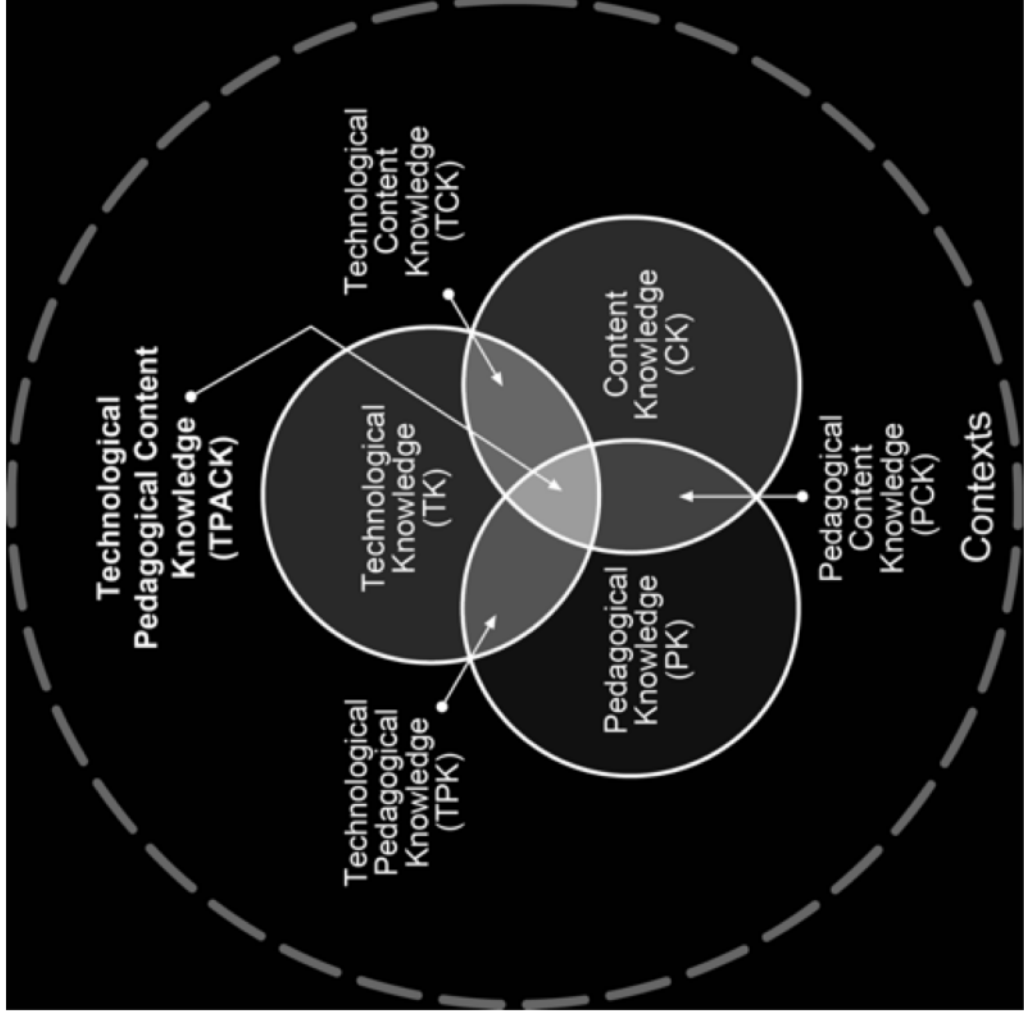 Technological
Pedagogical Content
Knowledge
(TPACK)
Technological
Pedagogical
Knowledge
(TPK)
Technological
Knowledge
(TK)
Technological
Content
Knowledge
(TCK)
Pedagogical
Knowledge
(PK)
Content
Knowledge
(CK)
Pedagogical
Content
Knowledge
(PCK)
Contexts